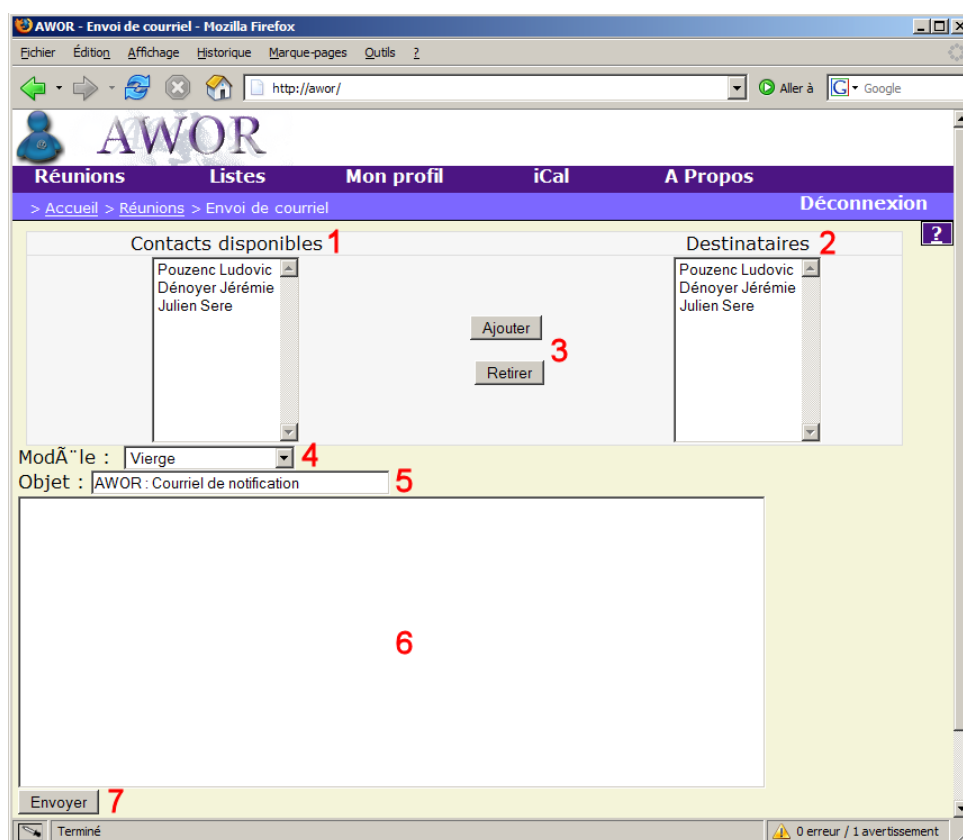 AWOR - Envoi de courriel - Mozilla Firefox
Fichier Édition Affichage Historique Marque-pages Outils ?
http://awor/ Aller à G Google
AWOR
Réunions Listes Mon profil iCal A Propos
> Accueil > Réunions > Envoi de courriel Déconnexion
?
Contacts disponibles 1 Destinataires 2
Pouzenc Ludovic Pouzenc Ludovic
Dénoyer Jérémie Dénoyer Jérémie
Julien Sere Julien Sere
Ajouter
3
Retirer
ModÃ¨le : Vierge 4
Objet : AWOR : Courriel de notification 5
6
Envoyer 7
Terminé 0 erreur / 1 avertissement